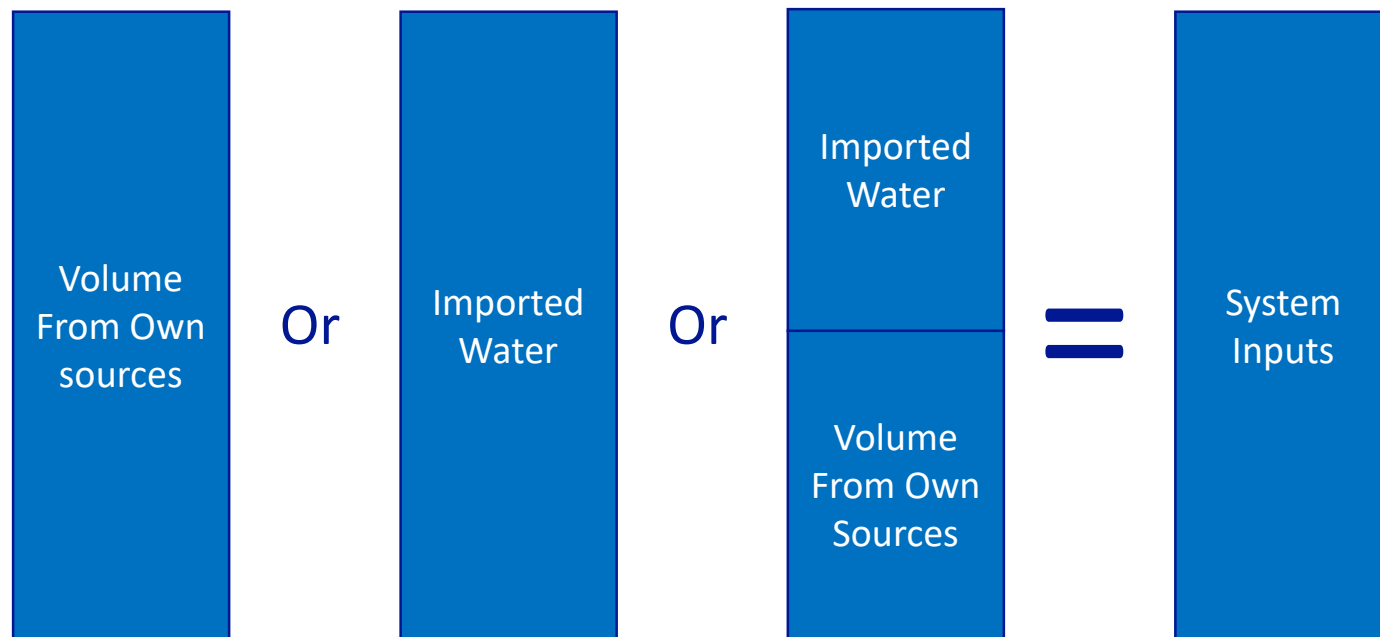 Volume
From Own
sources
Or
Imported
Water
Or
Imported
Water
Volume
From Own
Sources
=
System
Inputs